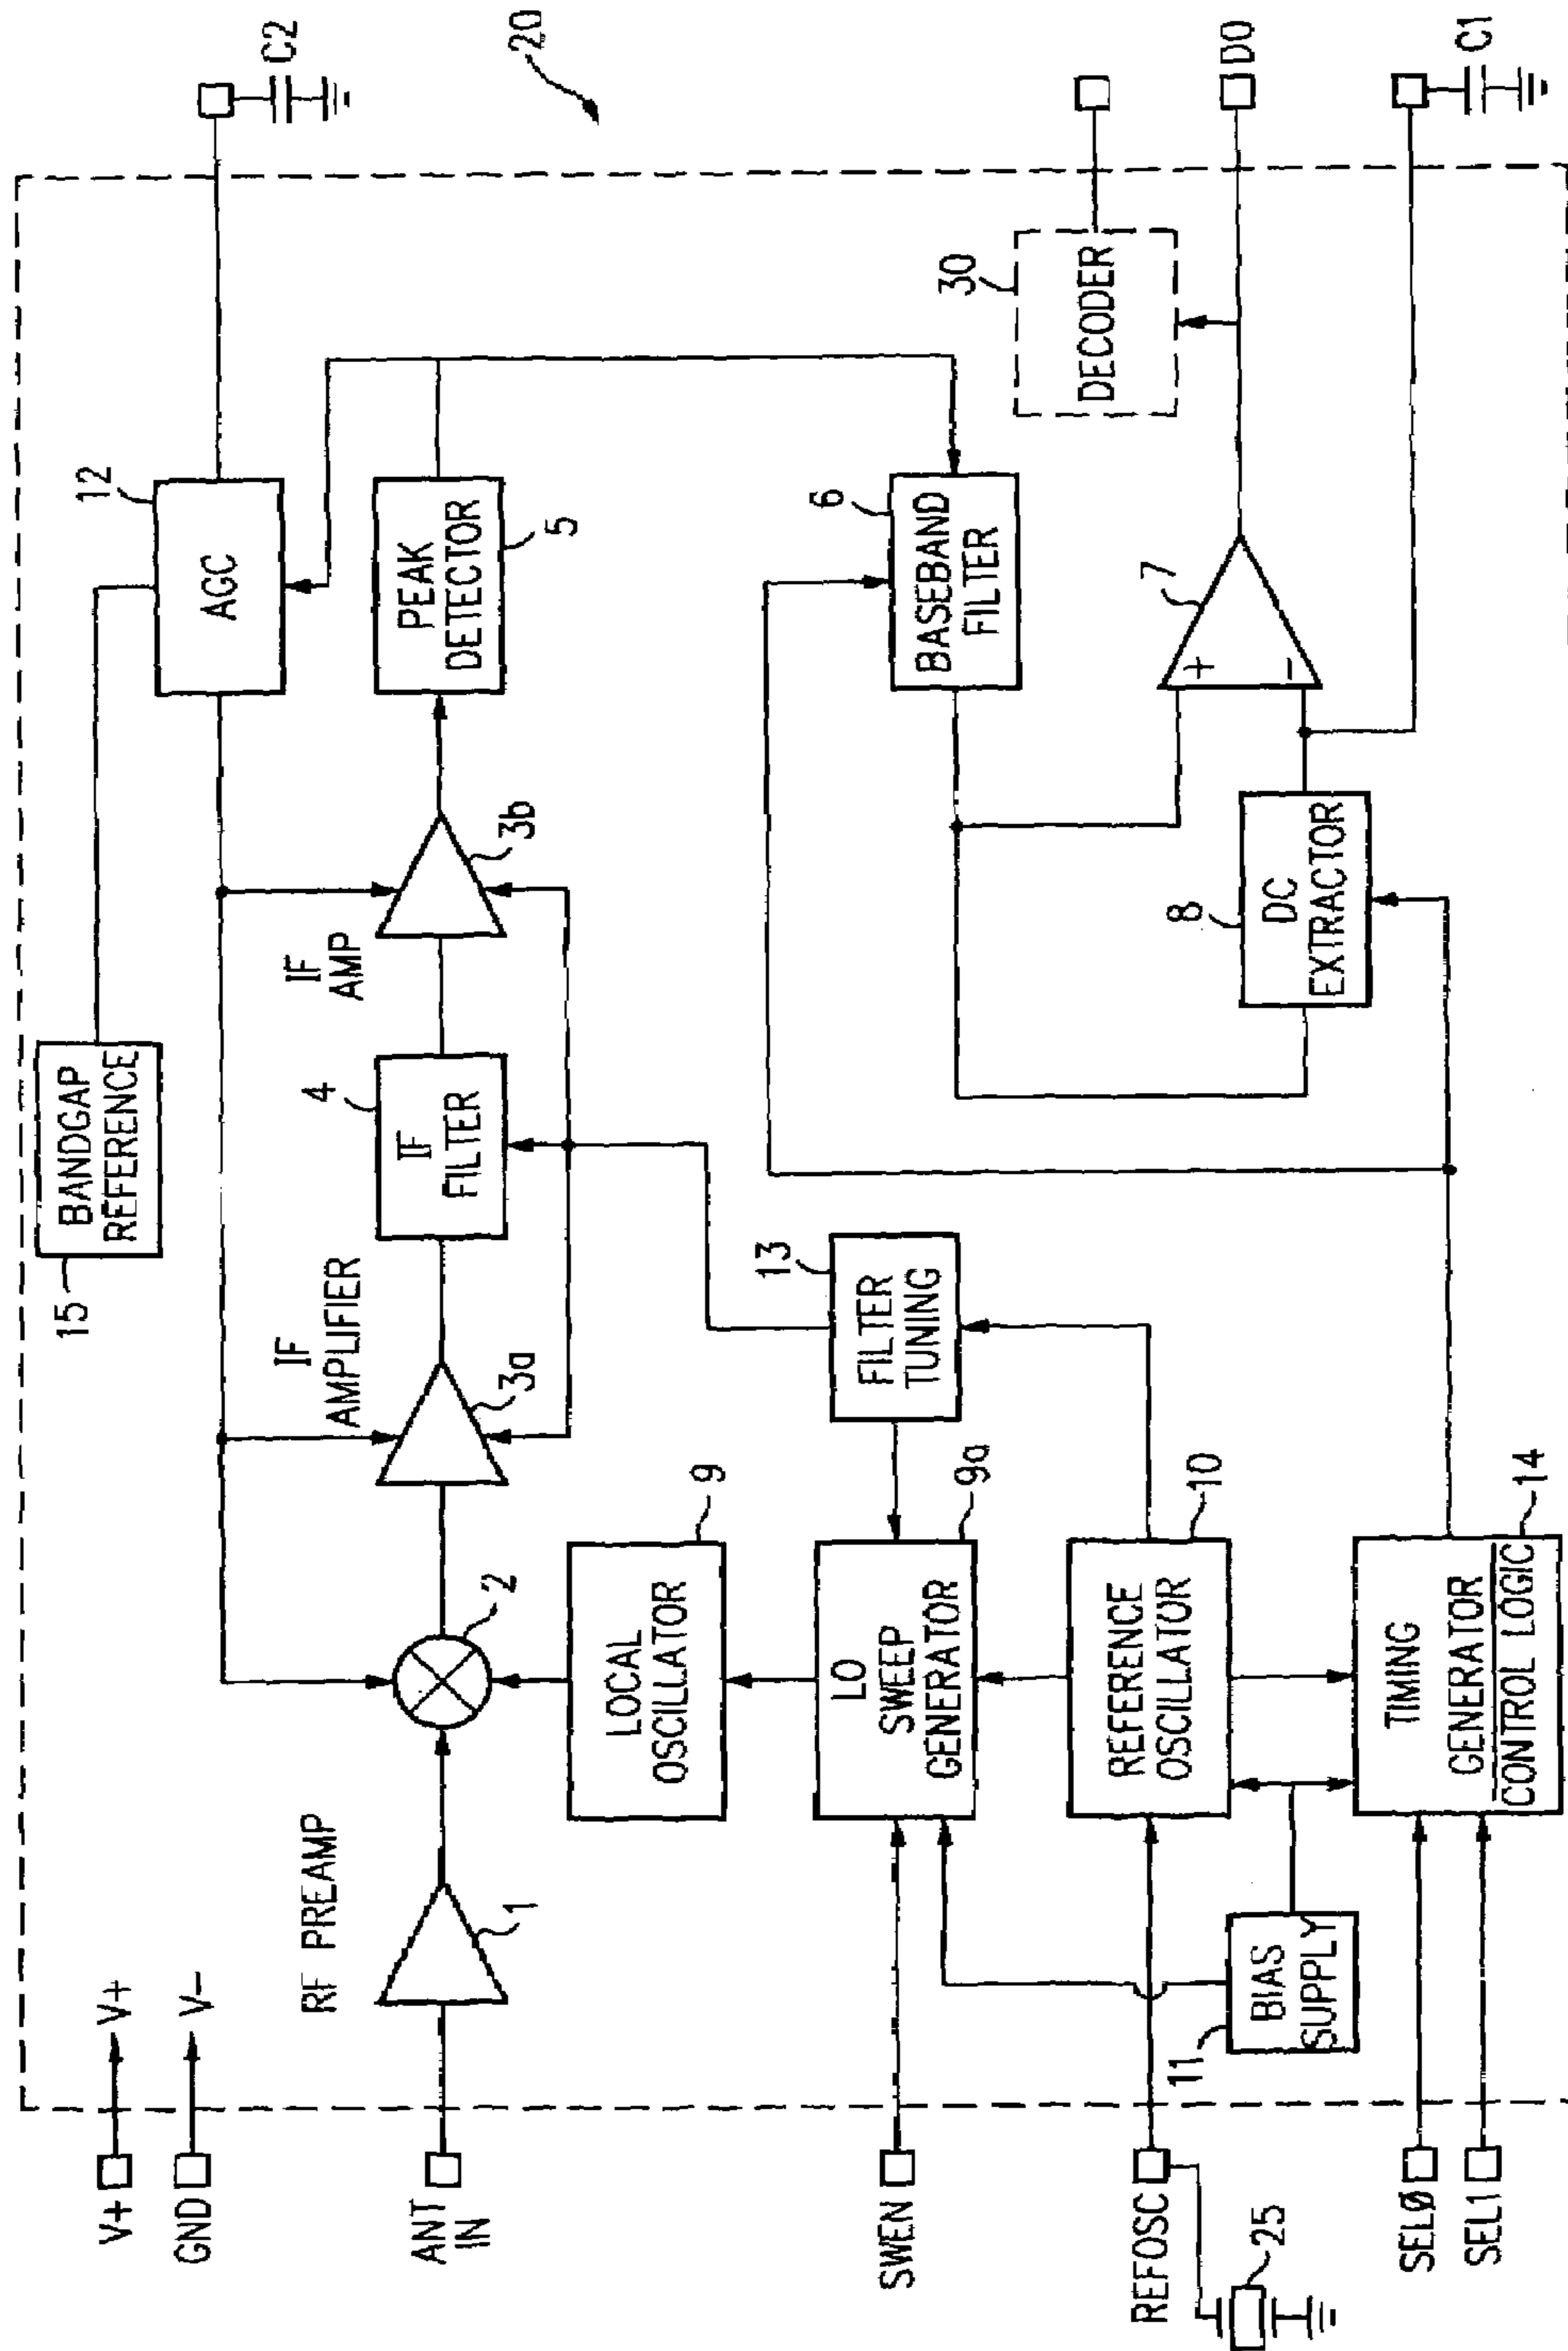 V+
V+
GND
V-
ANT
IN
RF PREAMP
1
2
IF
AMPLIFIER
3a
4
IF
FILTER
IF
AMP
3b
PEAK
DETECTOR
5
15
BANDGAP
REFERENCE
12
AGC
C2
20
LOCAL
OSCILLATOR
9
SWEN
LO
SWEEP
GENERATOR
9a
13
FILTER
TUNING
6
BASEBAND
FILTER
30
DECODER
REFOSC
25
REFERENCE
OSCILLATOR
10
11
BIAS
SUPPLY
8
DC
EXTRACTOR
7
+
−
DO
C1
SELØ
SEL1
TIMING
GENERATOR
CONTROL LOGIC
14